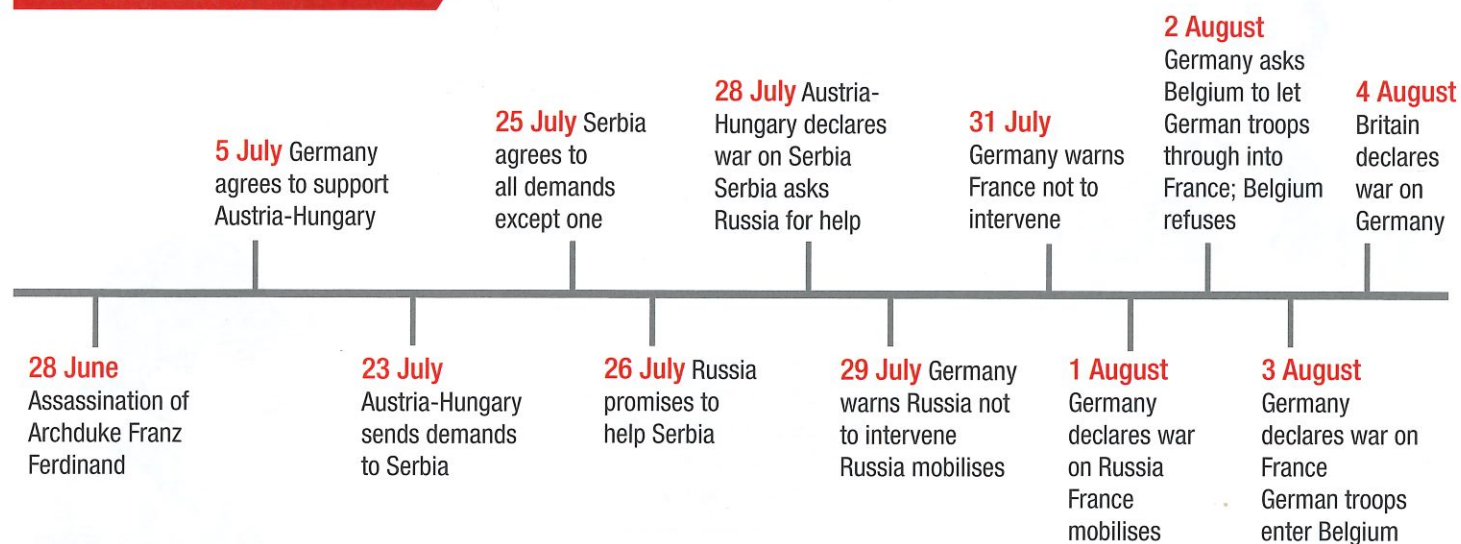 28 June
Assassination of
Archduke Franz
Ferdinand
5 July Germany
agrees to support
Austria-Hungary
23 July
Austria-Hungary
sends demands
to Serbia
25 July Serbia
agrees to
all demands
except one
26 July Russia
promises to
help Serbia
28 July Austria-
Hungary declares
war on Serbia
Serbia asks
Russia for help
29 July Germany
warns Russia not
to intervene
Russia mobilises
31 July
Germany warns
France not to
intervene
1 August
Germany
declares war
on Russia
France
mobilises
2 August
Germany asks
Belgium to let
German troops
through into
France; Belgium
refuses
3 August
Germany
declares war on
France
German troops
enter Belgium
4 August
Britain
declares
war on
Germany